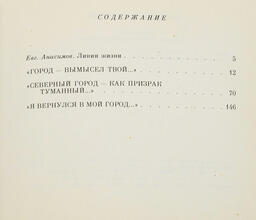 СОДЕРЖАНИЕ
Евг. Анисимов. Линии жизни . . . . . . . . . . 5
«ГОРОД — ВЫМЫСЕЛ ТВОЙ...» . . . . . . . . 12
«СЕВЕРНЫЙ ГОРОД — КАК ПРИЗРАК
ТУМАННЫЙ...» . . . . . . . . . . . . 70
«Я ВЕРНУЛСЯ В МОЙ ГОРОД...» . . . . . . . 146